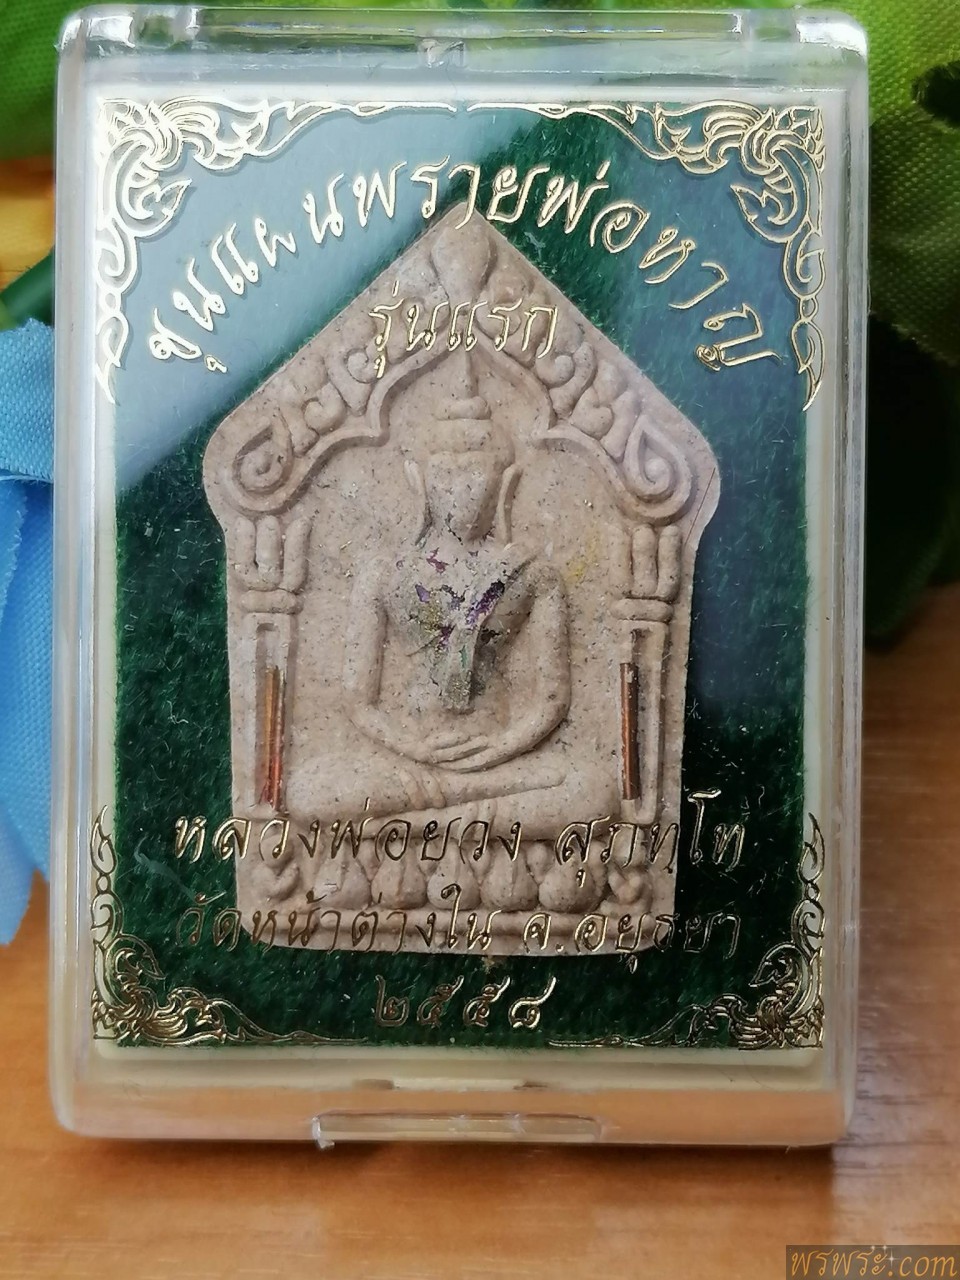 ขุนแผนพรายพ่อหาญ
รุ่นแรก
หลวงพ่อยวง สุภทฺโท
วัดหน้าต่างใน จ.อยุธยา
๒๕๕๘
พรพระ.com